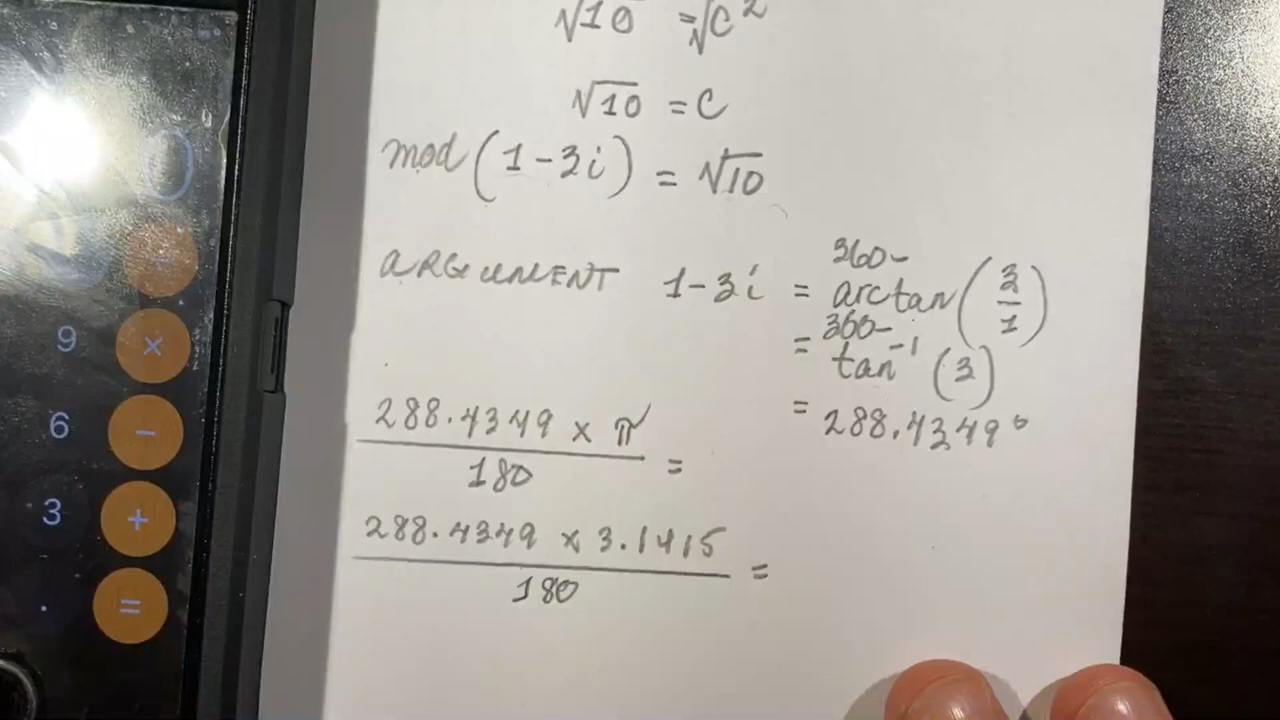 √10 = √c²
√10 = c
mod (1-3i) = √10
ARGUMENT 1-3i = 360- arctan (3/1)
= 360- tan⁻¹ (3)
= 288.4349°
288.4349 x π
180 =
288.4349 x 3.1415
180 =
0
9 ×
6 −
3 +
. =